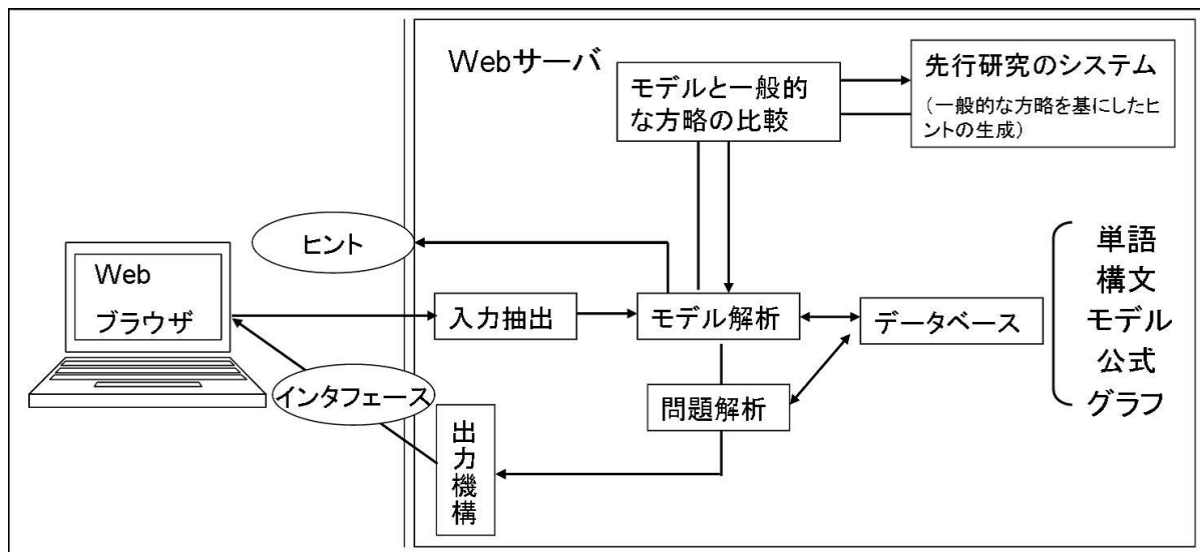 Webサーバ
モデルと一般的
な方略の比較
先行研究のシステム
（一般的な方略を基にしたヒ
ントの生成）
ヒント
Web
ブラウザ
入力抽出
モデル解析
データベース
単語
構文
モデル
公式
グラフ
インタフェース
問題解析
出
力
機
構